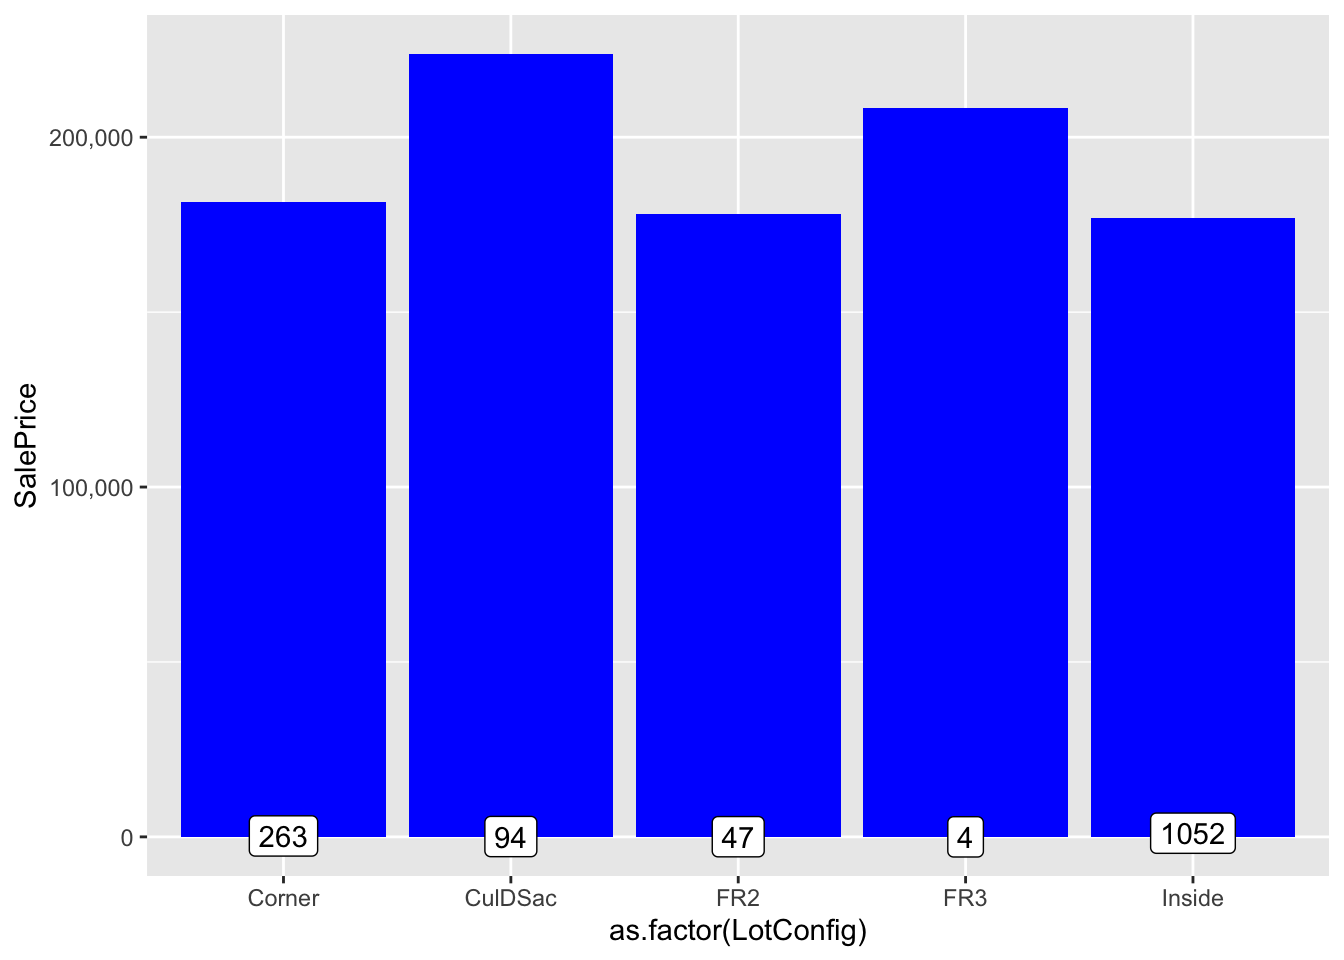 SalePrice
200,000
100,000
0
263
94
47
4
1052
Corner
CulDSac
FR2
FR3
Inside
as.factor(LotConfig)